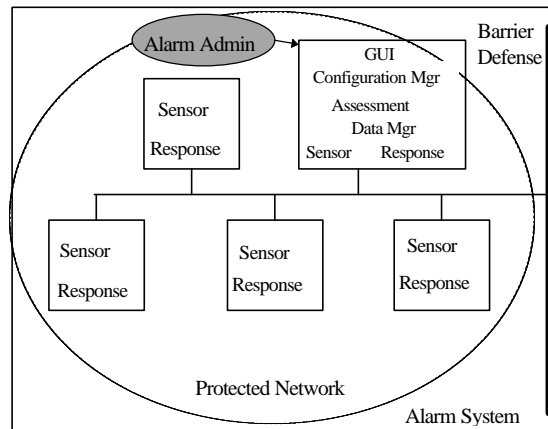 Alarm Admin
Barrier
Defense
GUI
Configuration Mgr
Assessment
Data Mgr
Sensor Response
Sensor
Response
Sensor
Response
Sensor
Response
Sensor
Response
Protected Network
Alarm System